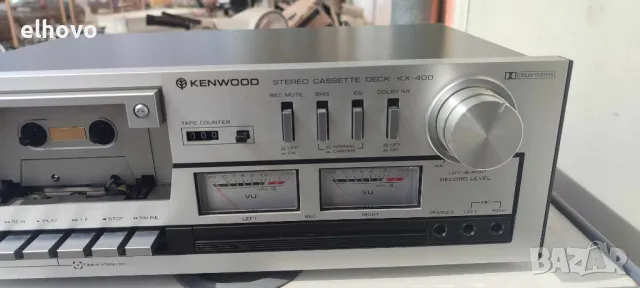 elhovo
KENWOOD STEREO CASSETTE DECK KX-400
DOLBY SYSTEM
REC MUTE BIAS EQ DOLBY NR
TAPE COUNTER
000
OFF ON NORMAL CHROME OFF ON
LEFT RIGHT
RECORD LEVEL
VU VU
LEFT REC RIGHT
PHONES LEFT MIC RIGHT
REW PLAY F.F STOP PAUSE
bazar